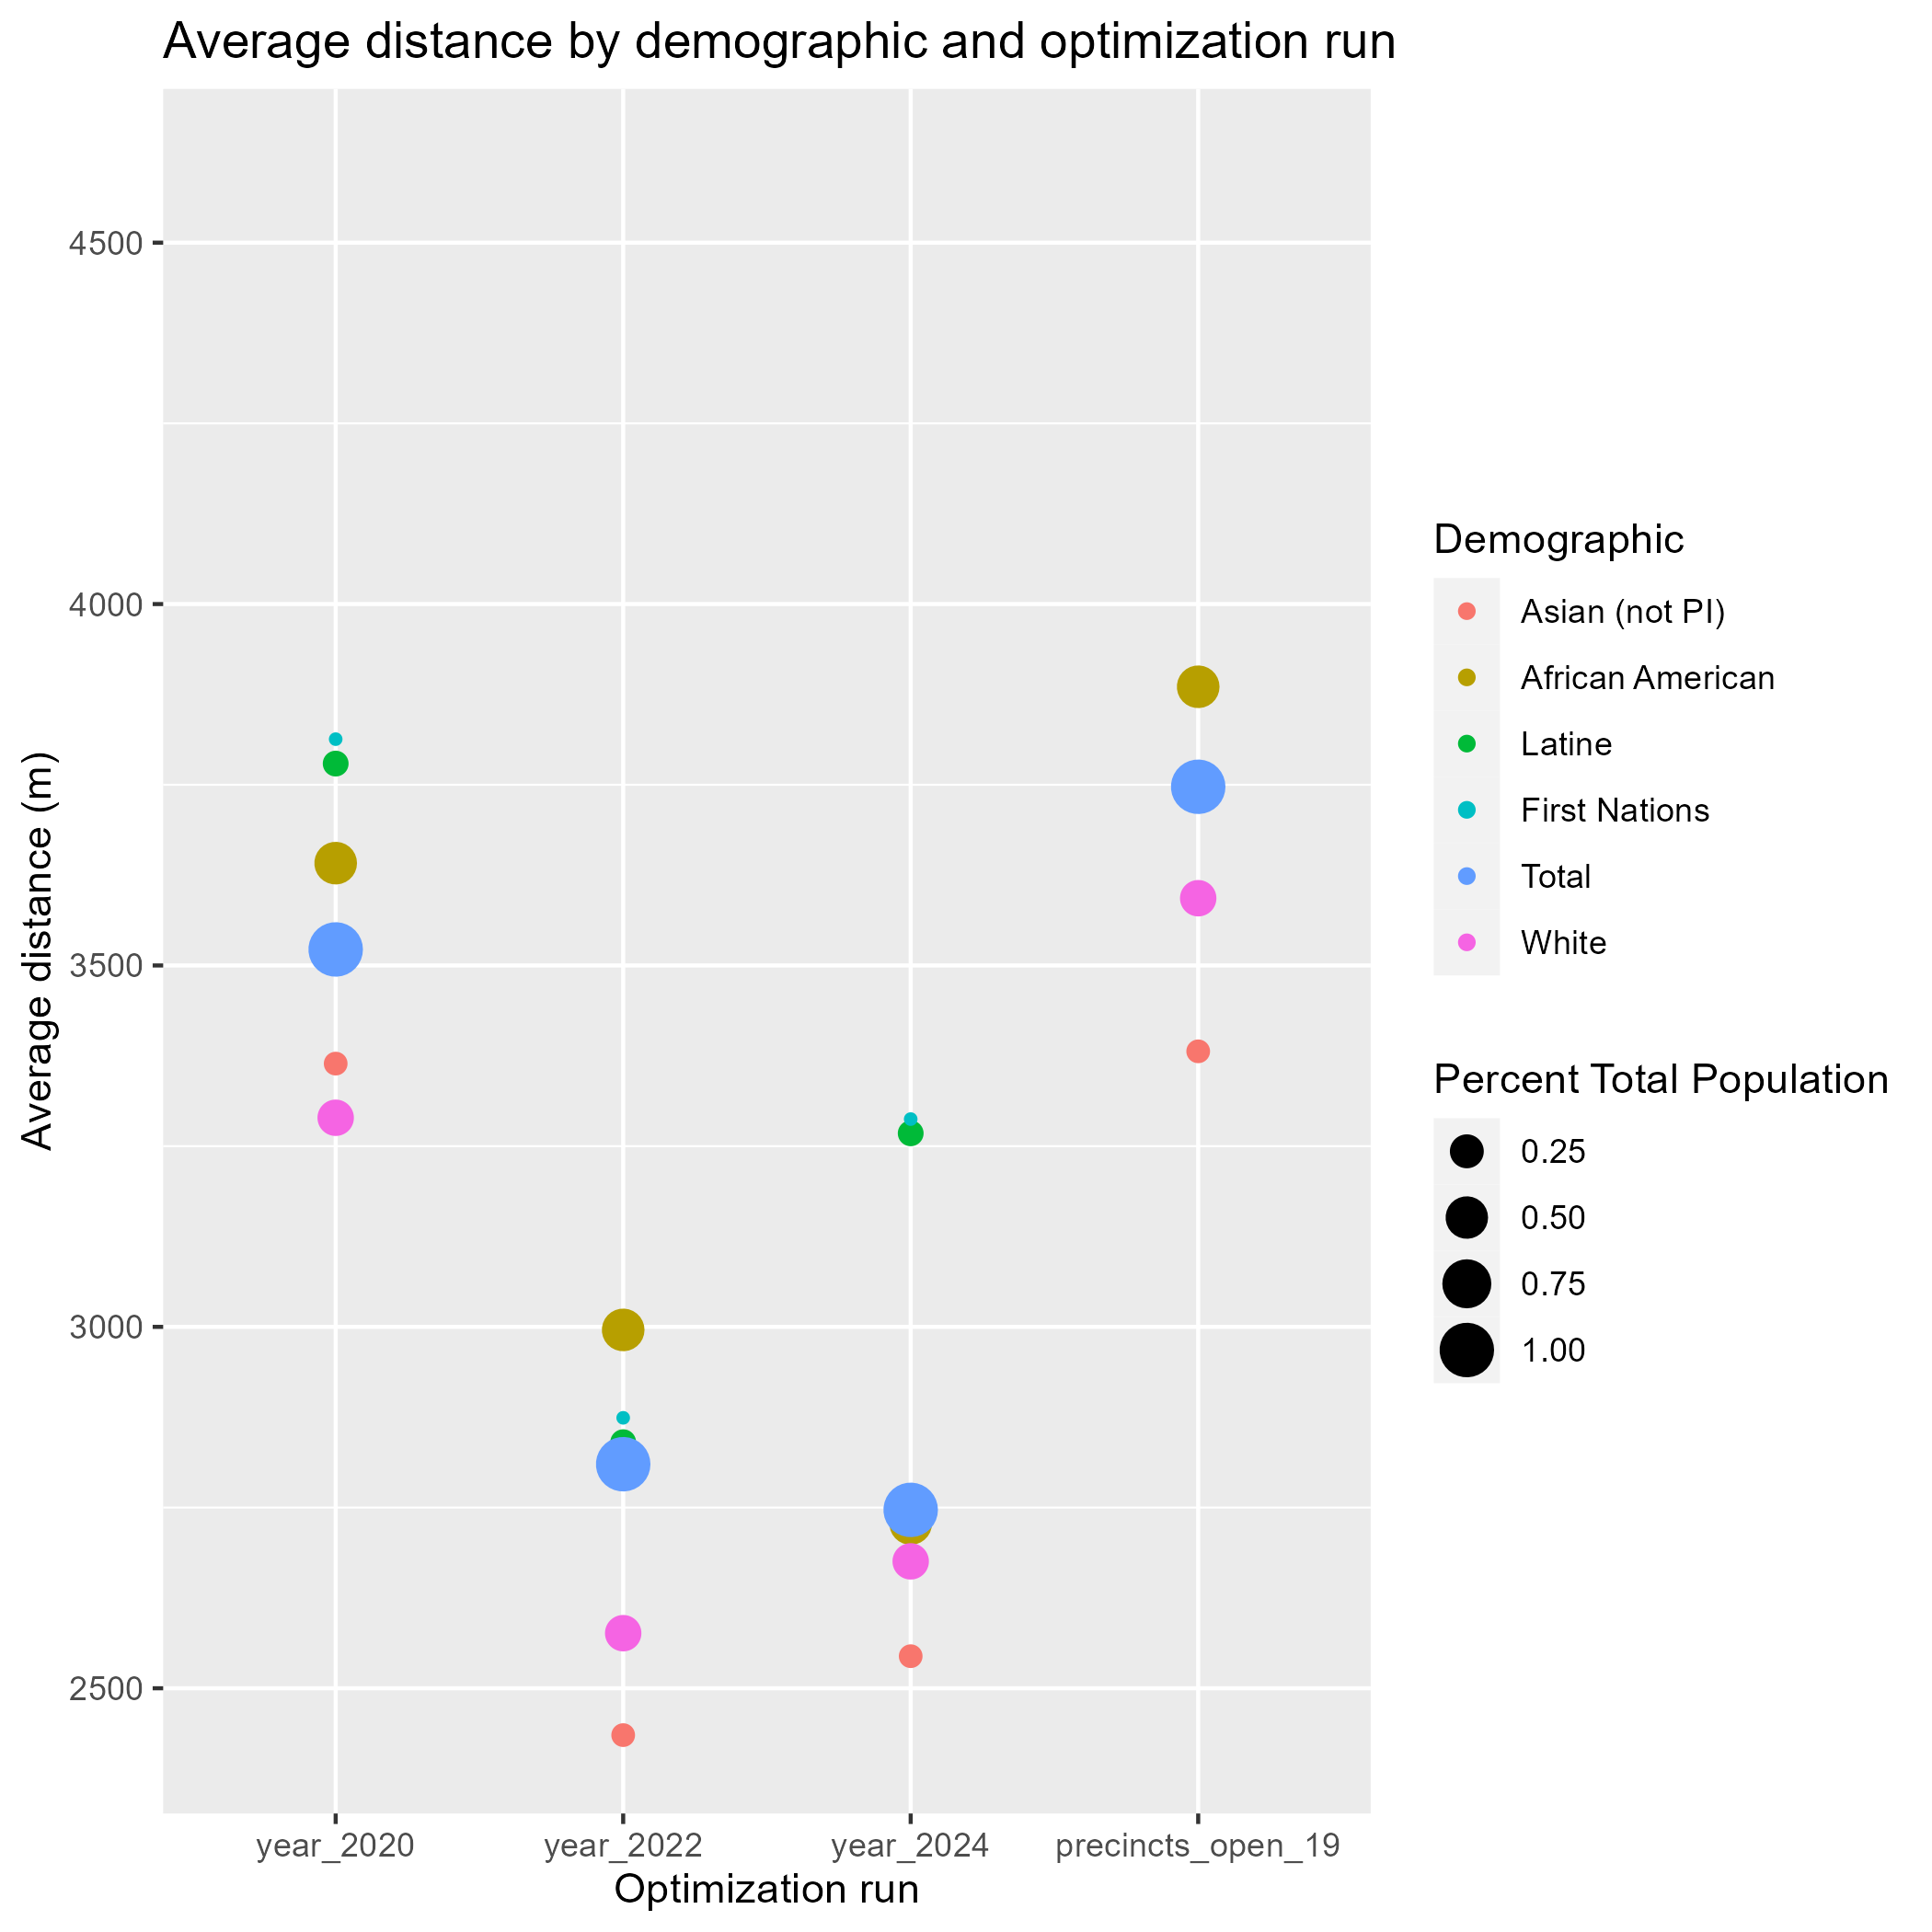 Average distance by demographic and optimization run
Average distance (m)
4500
4000
3500
3000
2500
year_2020
year_2022
year_2024
precincts_open_19
Optimization run
Demographic
Asian (not PI)
African American
Latine
First Nations
Total
White
Percent Total Population
0.25
0.50
0.75
1.00